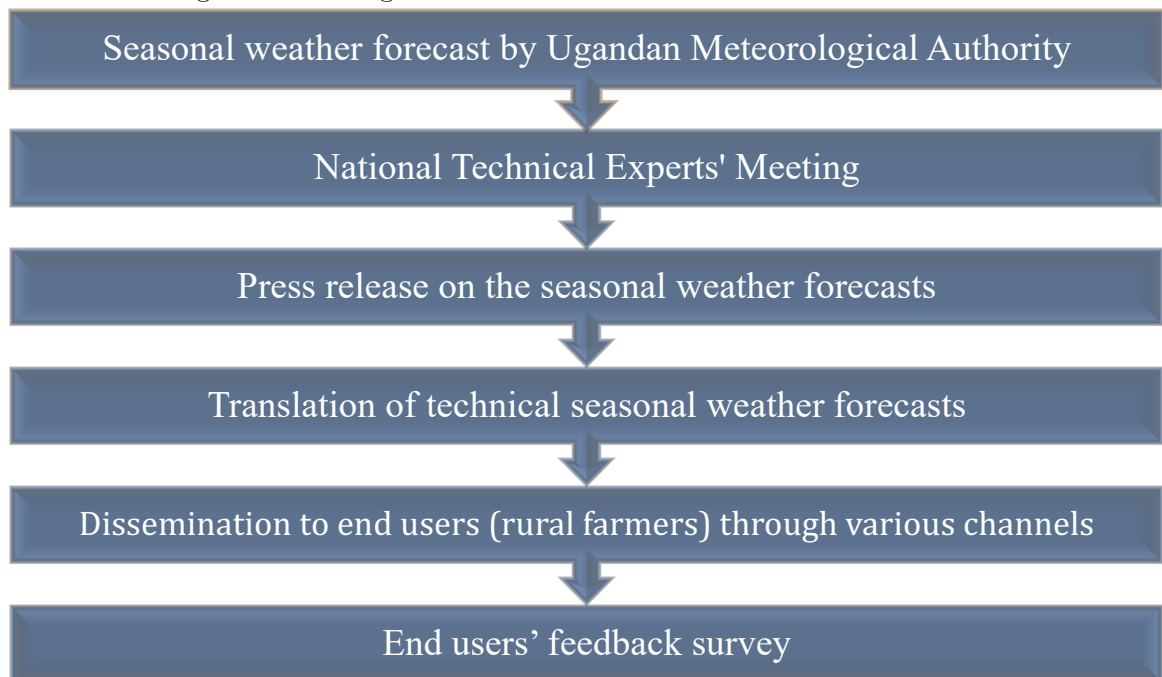 Seasonal weather forecast by Ugandan Meteorological Authority
National Technical Experts' Meeting
Press release on the seasonal weather forecasts
Translation of technical seasonal weather forecasts
Dissemination to end users (rural farmers) through various channels
End users’ feedback survey